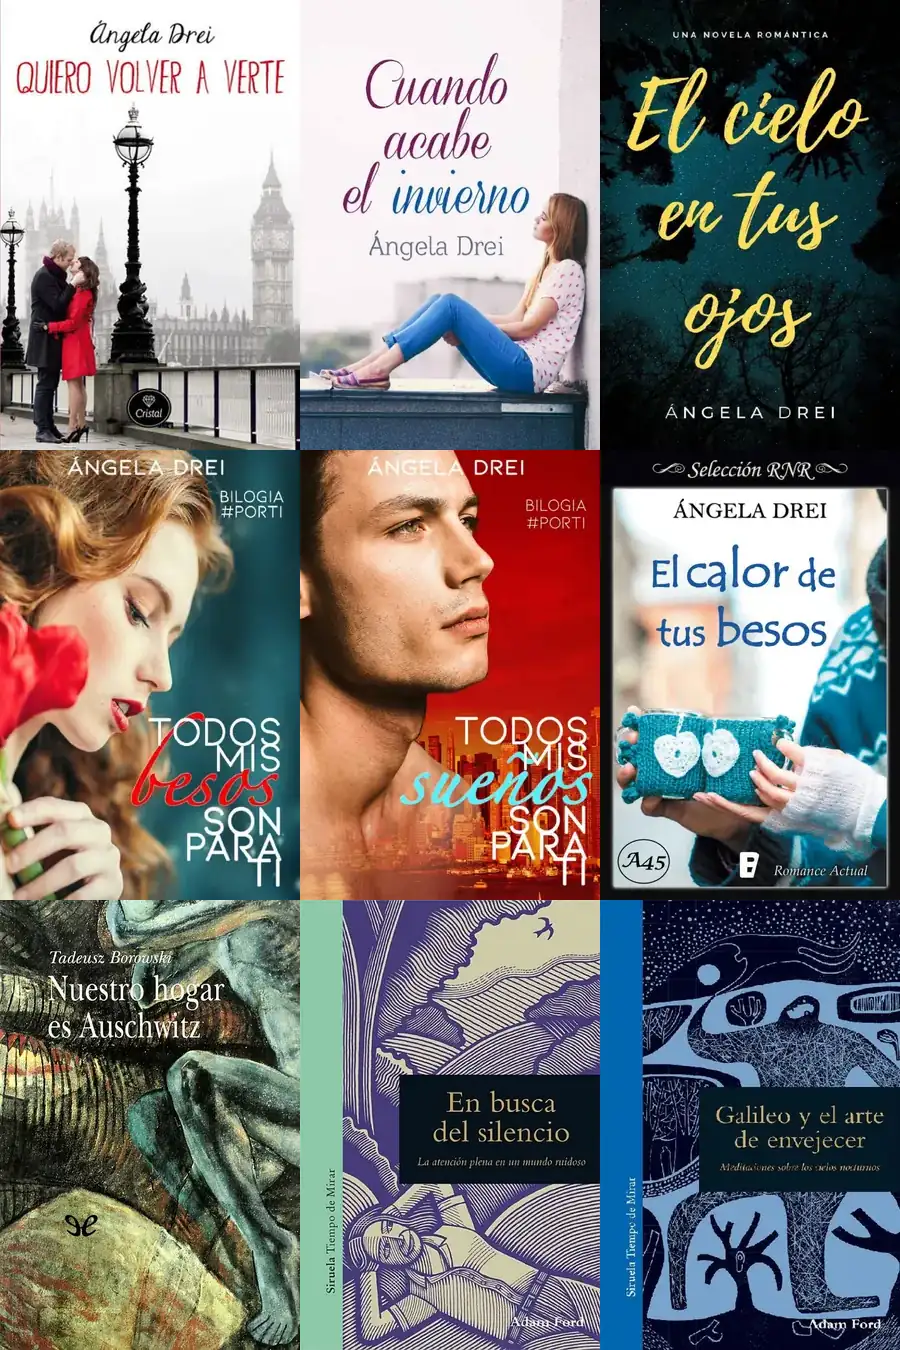 Ángela Drei
QUIERO VOLVER A VERTE
Cristal
Cuando
acabe
el invierno
Ángela Drei
UNA NOVELA ROMÁNTICA
El cielo
en tus
ojos
ÁNGELA DREI
ÁNGELA DREI
BILOGIA
#PORTI
TODOS
MIS
besos
SON
PARA
TI
ÁNGELA DREI
BILOGIA
#PORTI
TODOS
MIS
sueños
SON
PARA
TI
Selección RNR
ÁNGELA DREI
El calor de
tus besos
A45
B
Romance Actual
Tadeusz Borowski
Nuestro hogar
es Auschwitz
En busca
del silencio
La atención plena en un mundo ruidoso
Siruela Tiempo de Mirar
Adam Ford
Galileo y el arte
de envejecer
Meditaciones sobre los cielos nocturnos
Siruela Tiempo de Mirar
Adam Ford